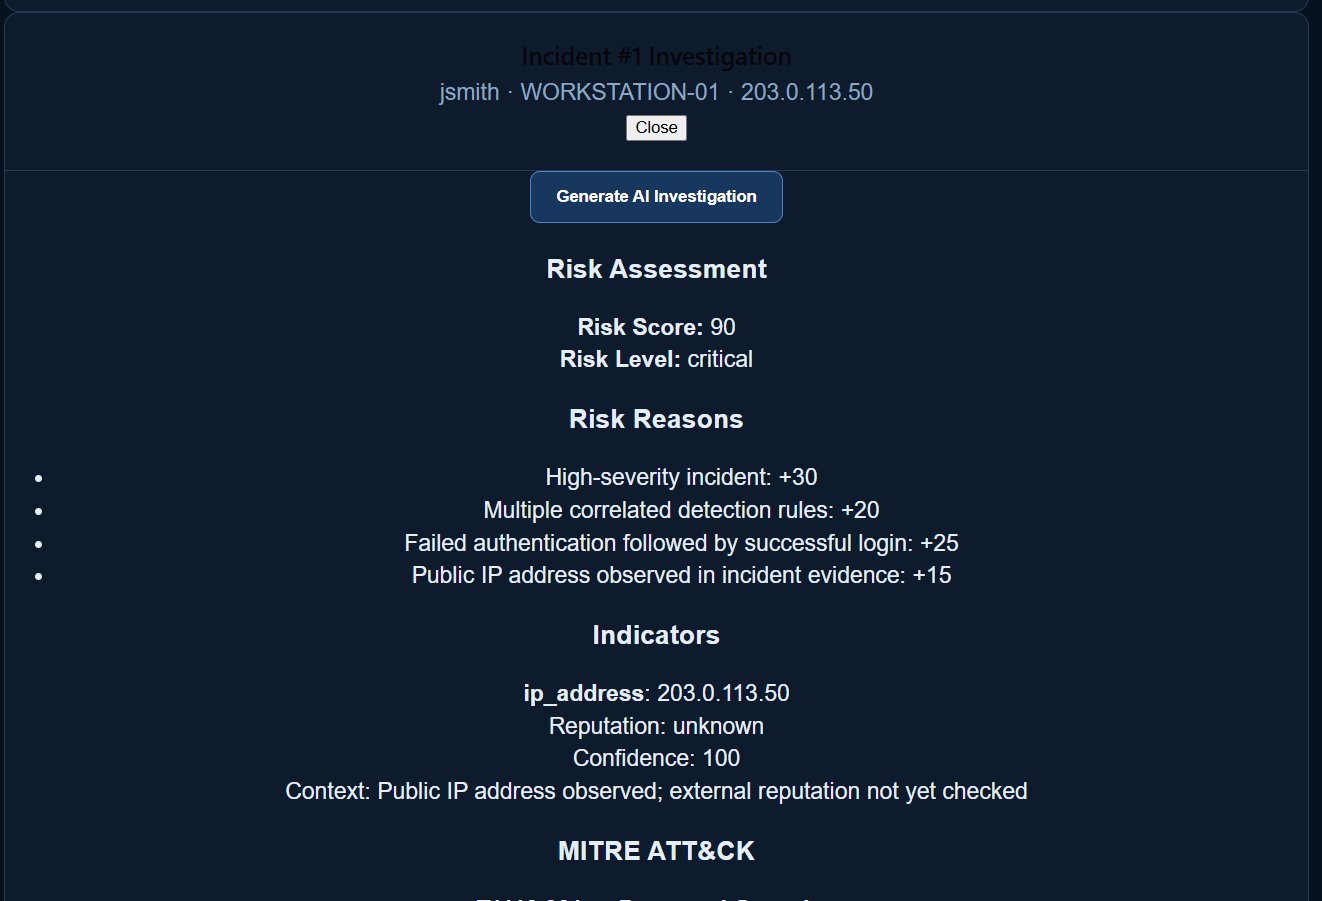 Incident #1 Investigation
jsmith · WORKSTATION-01 · 203.0.113.50
Close
Generate AI Investigation
Risk Assessment
Risk Score: 90
Risk Level: critical
Risk Reasons
• High-severity incident: +30
• Multiple correlated detection rules: +20
• Failed authentication followed by successful login: +25
• Public IP address observed in incident evidence: +15
Indicators
ip_address: 203.0.113.50
Reputation: unknown
Confidence: 100
Context: Public IP address observed; external reputation not yet checked
MITRE ATT&CK